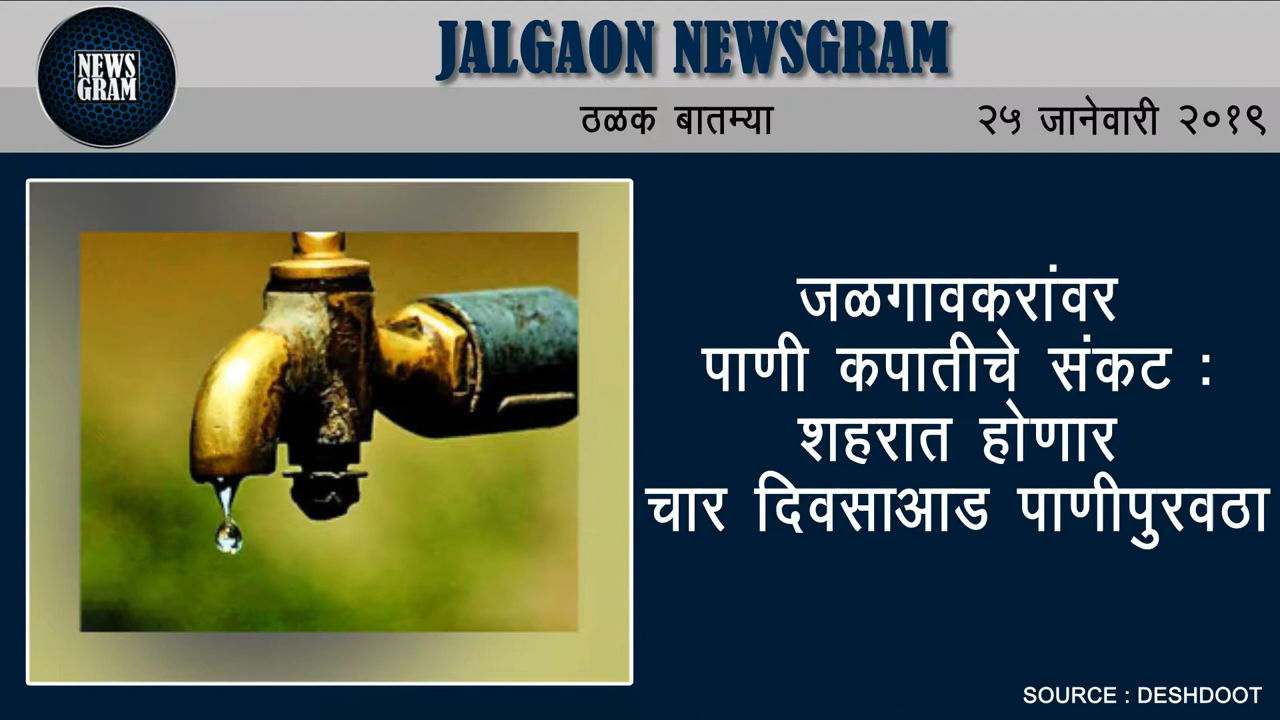 NEWS
GRAM
JALGAON NEWSGRAM
ठळक बातम्या
२५ जानेवारी २०१९
जळगावकरांवर
पाणी कपातीचे संकट :
शहरात होणार
चार दिवसाआड पाणीपुरवठा
SOURCE : DESHDOOT